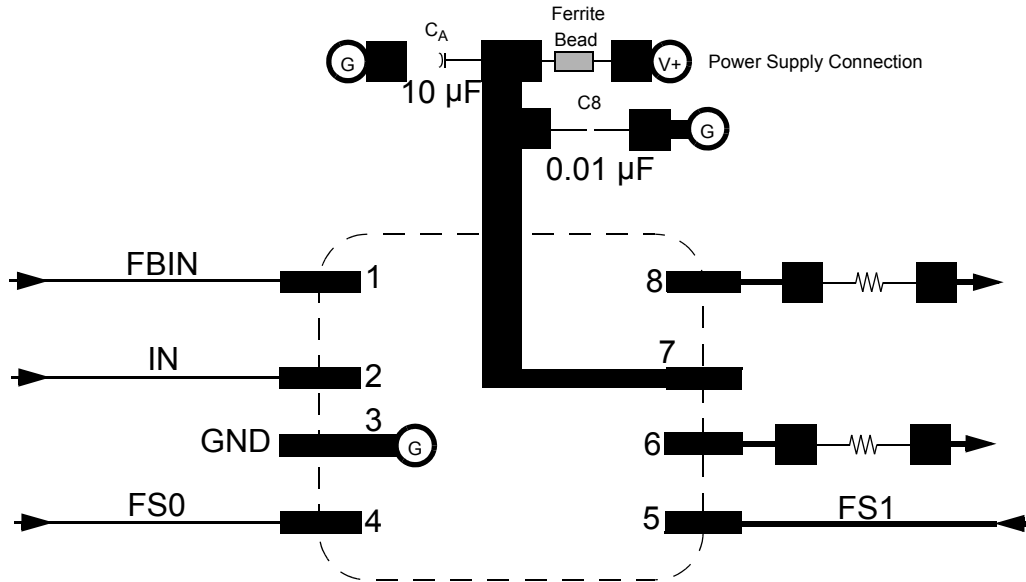 Ferrite
Bead
CA
G
V+
Power Supply Connection
10 µF
C8
G
0.01 µF
FBIN
1
8
IN
2
7
3
GND
G
6
FS0
4
5
FS1